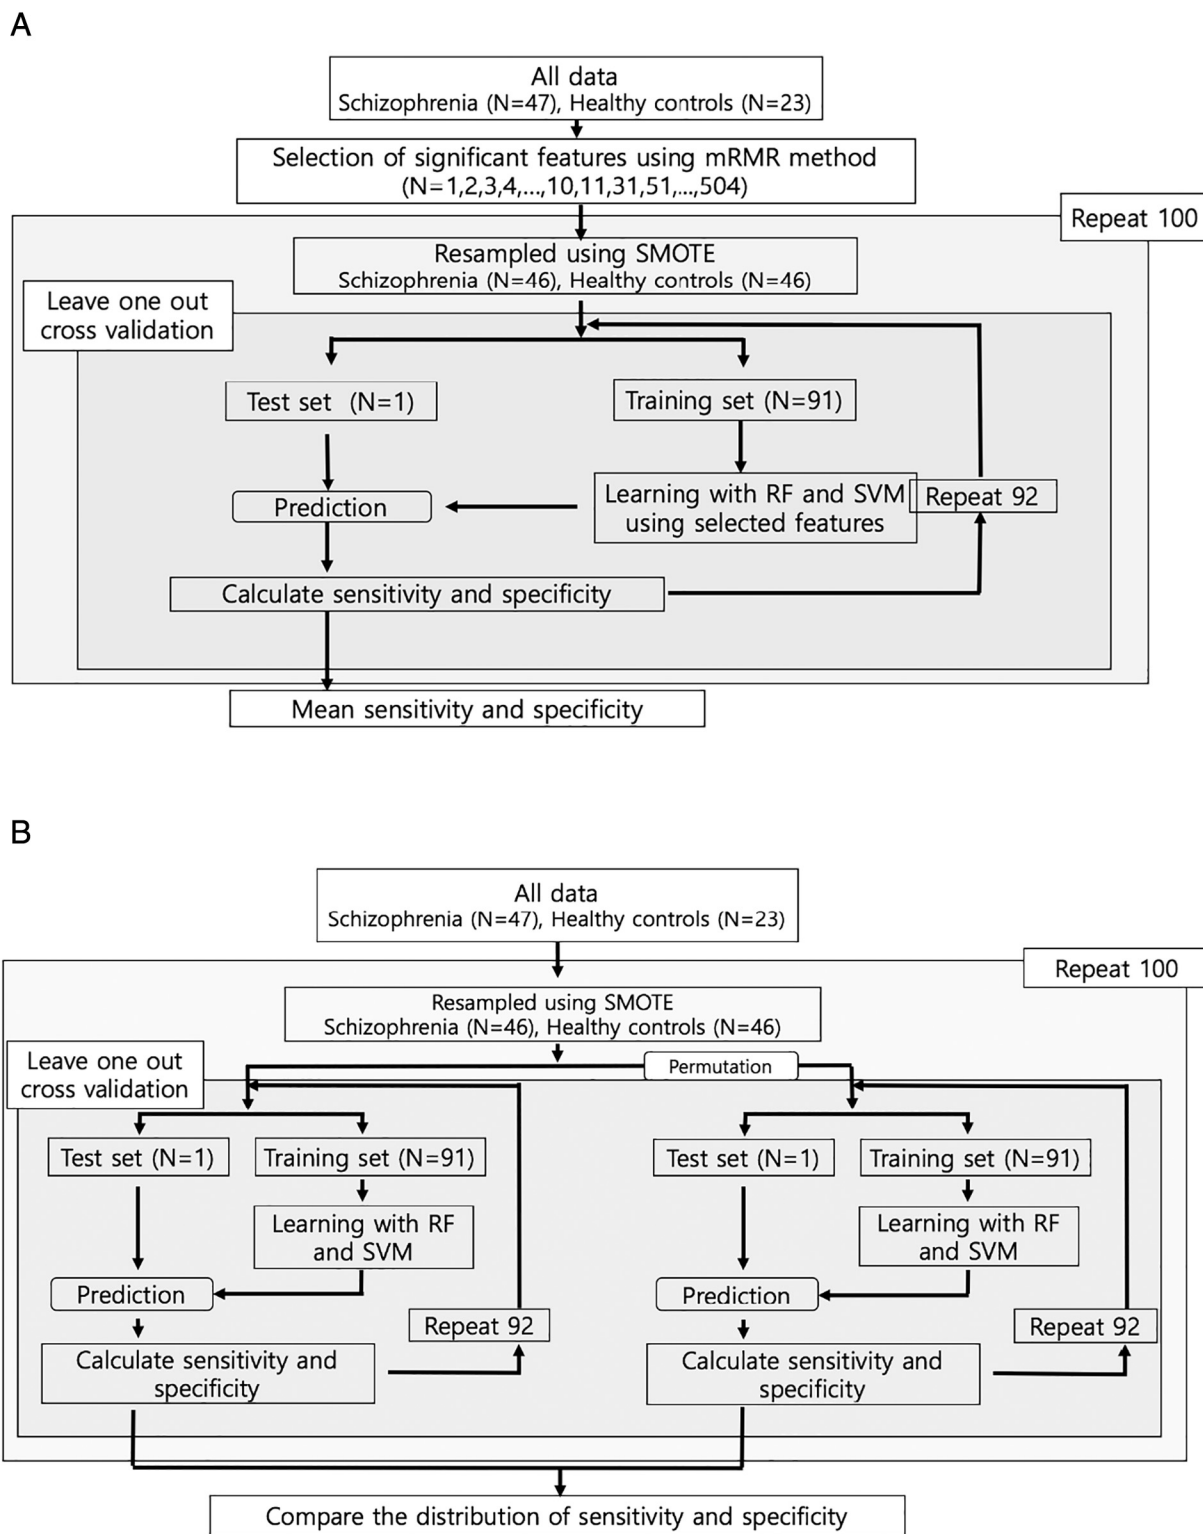 A
All data
Schizophrenia (N=47), Healthy controls (N=23)
Selection of significant features using mRMR method
(N=1,2,3,4,...,10,11,31,51,...,504)
Repeat 100
Resampled using SMOTE
Schizophrenia (N=46), Healthy controls (N=46)
Leave one out
cross validation
Test set (N=1)
Training set (N=91)
Learning with RF and SVM
using selected features
Repeat 92
Prediction
Calculate sensitivity and specificity
Mean sensitivity and specificity
B
All data
Schizophrenia (N=47), Healthy controls (N=23)
Repeat 100
Resampled using SMOTE
Schizophrenia (N=46), Healthy controls (N=46)
Leave one out
cross validation
Permutation
Test set (N=1)
Training set (N=91)
Learning with RF
and SVM
Prediction
Repeat 92
Calculate sensitivity and
specificity
Test set (N=1)
Training set (N=91)
Learning with RF
and SVM
Prediction
Repeat 92
Calculate sensitivity and
specificity
Compare the distribution of sensitivity and specificity